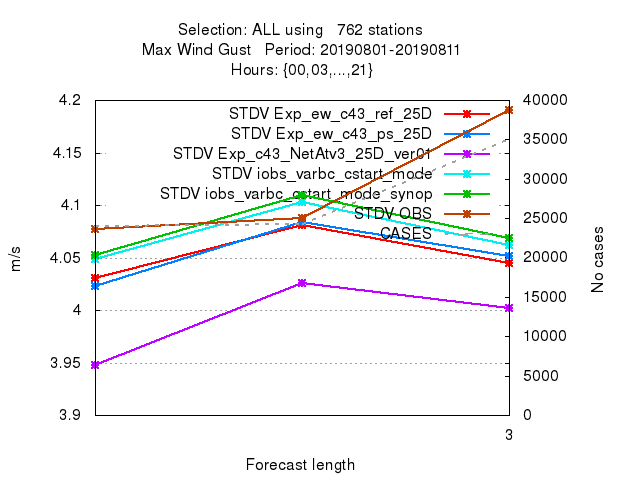 Selection: ALL using   762 stations
Max Wind Gust   Period: 20190801-20190811
Hours: {00,03,...,21}
4.2
4.15
4.1
4.05
4
3.95
3.9
m/s
STDV Exp_ew_c43_ref_25D
STDV Exp_ew_c43_ps_25D
STDV Exp_c43_NetAtv3_25D_ver01
STDV iobs_varbc_cstart_mode
STDV iobs_varbc_cstart_mode_synop
STDV OBS
CASES
40000
35000
30000
25000
20000
15000
10000
5000
0
No cases
3
Forecast length